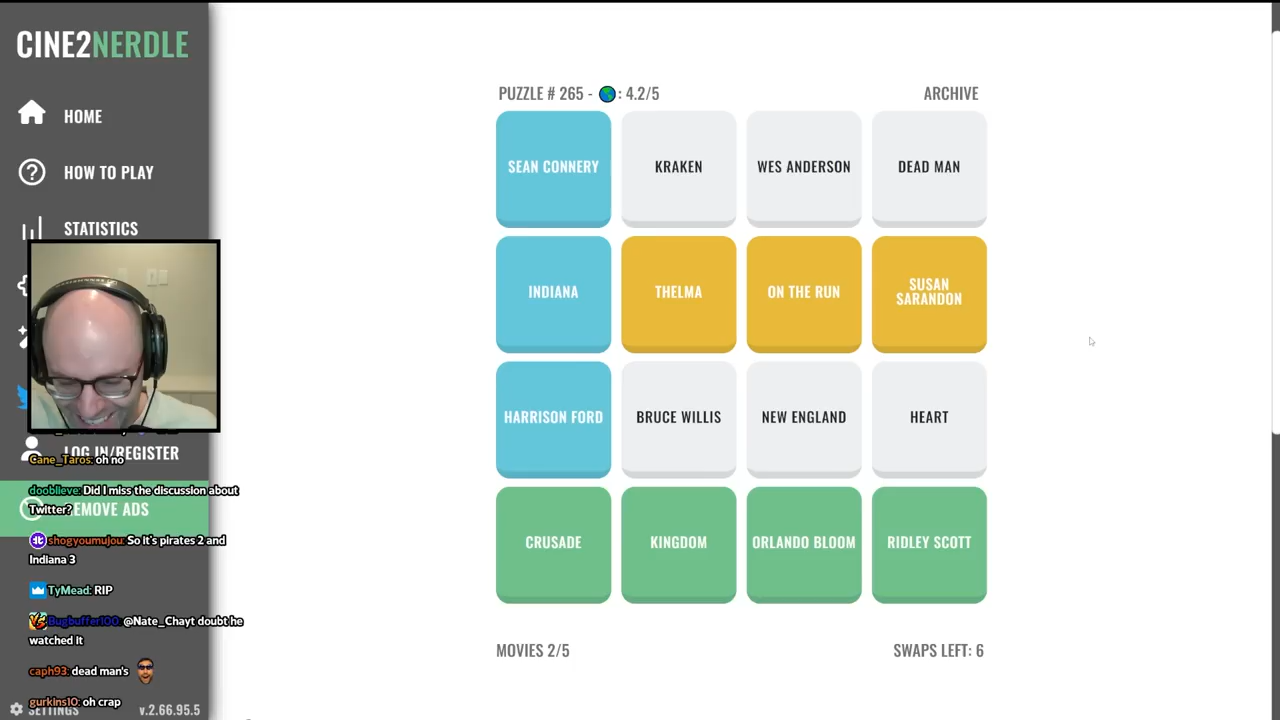 CINE2NERDLE
HOME
HOW TO PLAY
STATISTICS
LOG IN/REGISTER
EMOVE ADS
SETTINGS
v.2.66.95.5
Cane_Taros: oh no
dooblieve: Did I miss the discussion about
Twitter?
shogyoumujou: So it's pirates 2 and
Indiana 3
TyMead: RIP
Bugbuffer100: @Nate_Chayt doubt he
watched it
caph93: dead man's
gurkins10: oh crap
PUZZLE # 265 - : 4.2/5
ARCHIVE
SEAN CONNERY
KRAKEN
WES ANDERSON
DEAD MAN
INDIANA
THELMA
ON THE RUN
SUSAN
SARANDON
HARRISON FORD
BRUCE WILLIS
NEW ENGLAND
HEART
CRUSADE
KINGDOM
ORLANDO BLOOM
RIDLEY SCOTT
MOVIES 2/5
SWAPS LEFT: 6